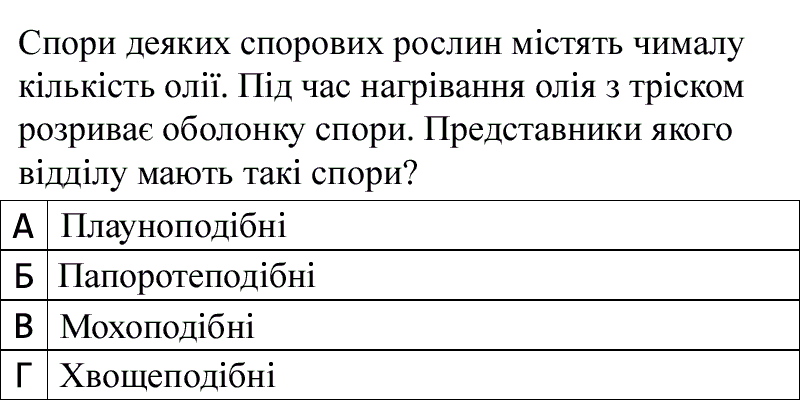 Спори деяких спорових рослин містять чималу
кількість олії. Під час нагрівання олія з тріском
розриває оболонку спори. Представники якого
відділу мають такі спори?
А Плауноподібні
Б Папоротеподібні
В Мохоподібні
Г Хвощеподібні